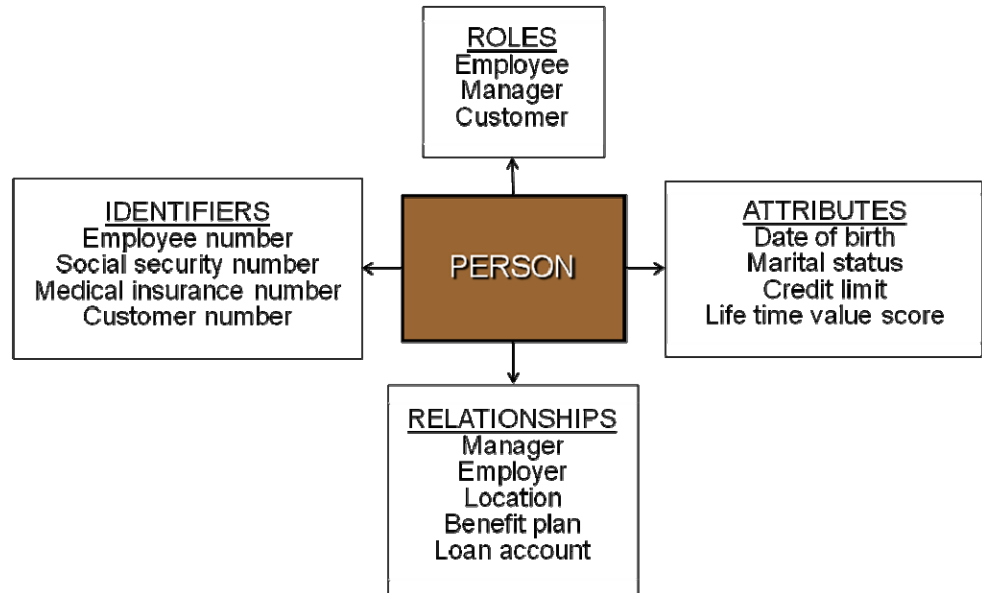 ROLES
Employee
Manager
Customer
IDENTIFIERS
Employee number
Social security number
Medical insurance number
Customer number
PERSON
ATTRIBUTES
Date of birth
Marital status
Credit limit
Life time value score
RELATIONSHIPS
Manager
Employer
Location
Benefit plan
Loan account